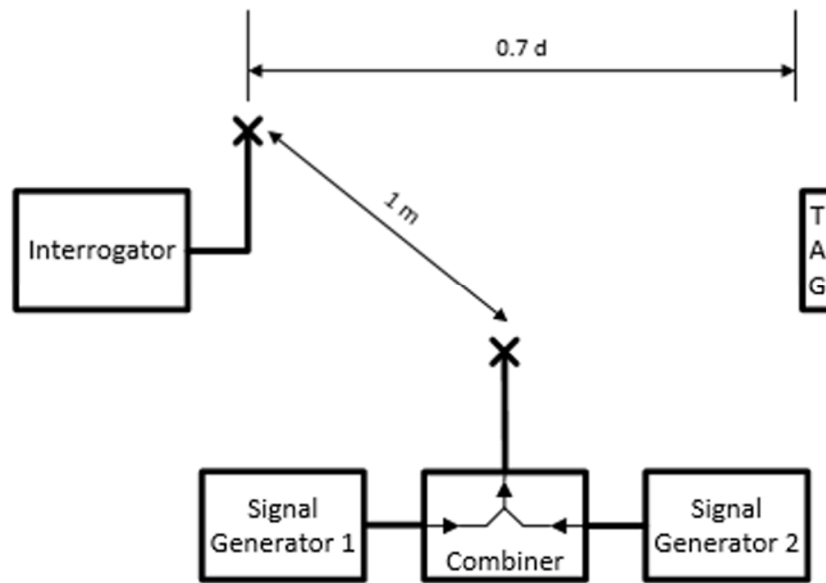 0.7 d
1 m
Interrogator
T
A
G
Signal
Generator 1
Combiner
Signal
Generator 2